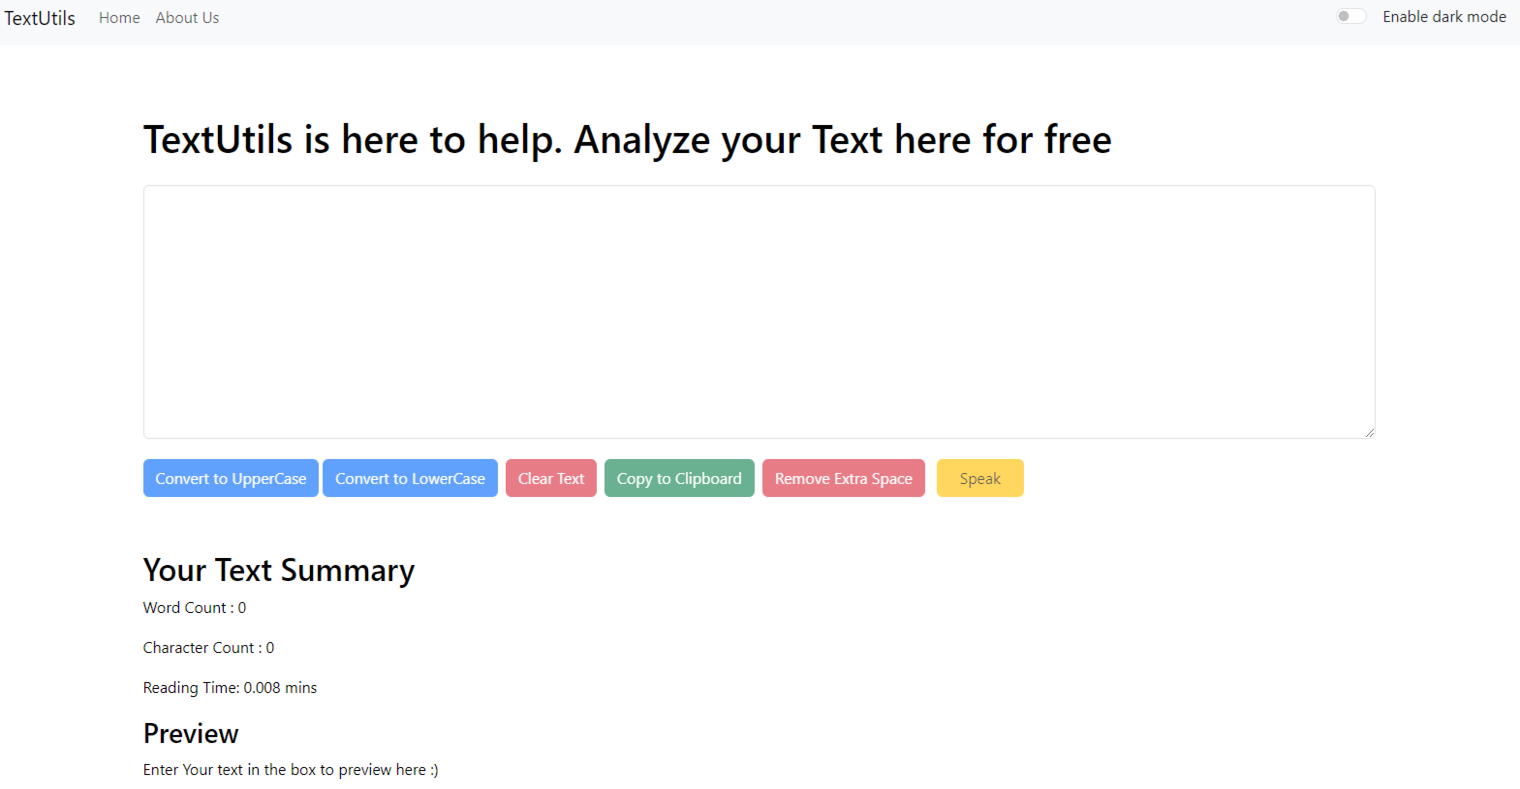 TextUtils Home About Us Enable dark mode
TextUtils is here to help. Analyze your Text here for free
Convert to UpperCase Convert to LowerCase Clear Text Copy to Clipboard Remove Extra Space Speak
Your Text Summary
Word Count : 0
Character Count : 0
Reading Time: 0.008 mins
Preview
Enter Your text in the box to preview here :)